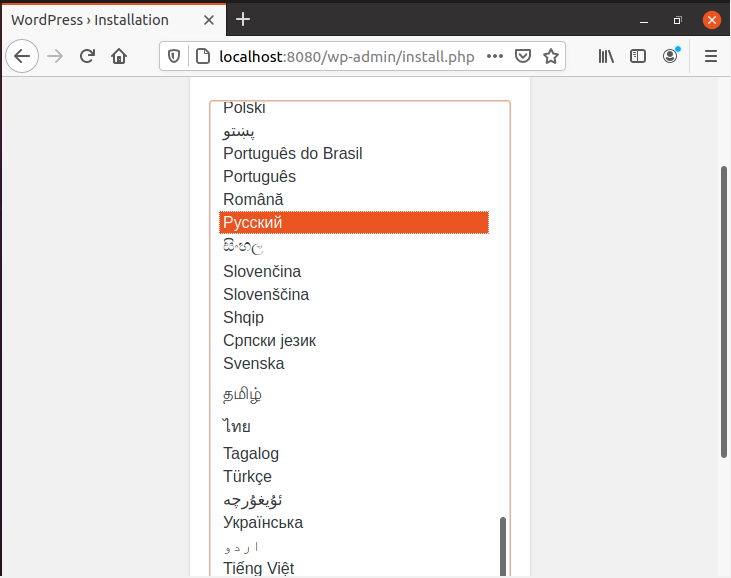 WordPress › Installation
localhost:8080/wp-admin/install.php
Polski
پښتو
Português do Brasil
Português
Română
Русский
සිංහල
Slovenčina
Slovenščina
Shqip
Српски језик
Svenska
தமிழ்
ไทย
Tagalog
Türkçe
ئۇيغۇرچە
Українська
اردو
Tiếng Việt